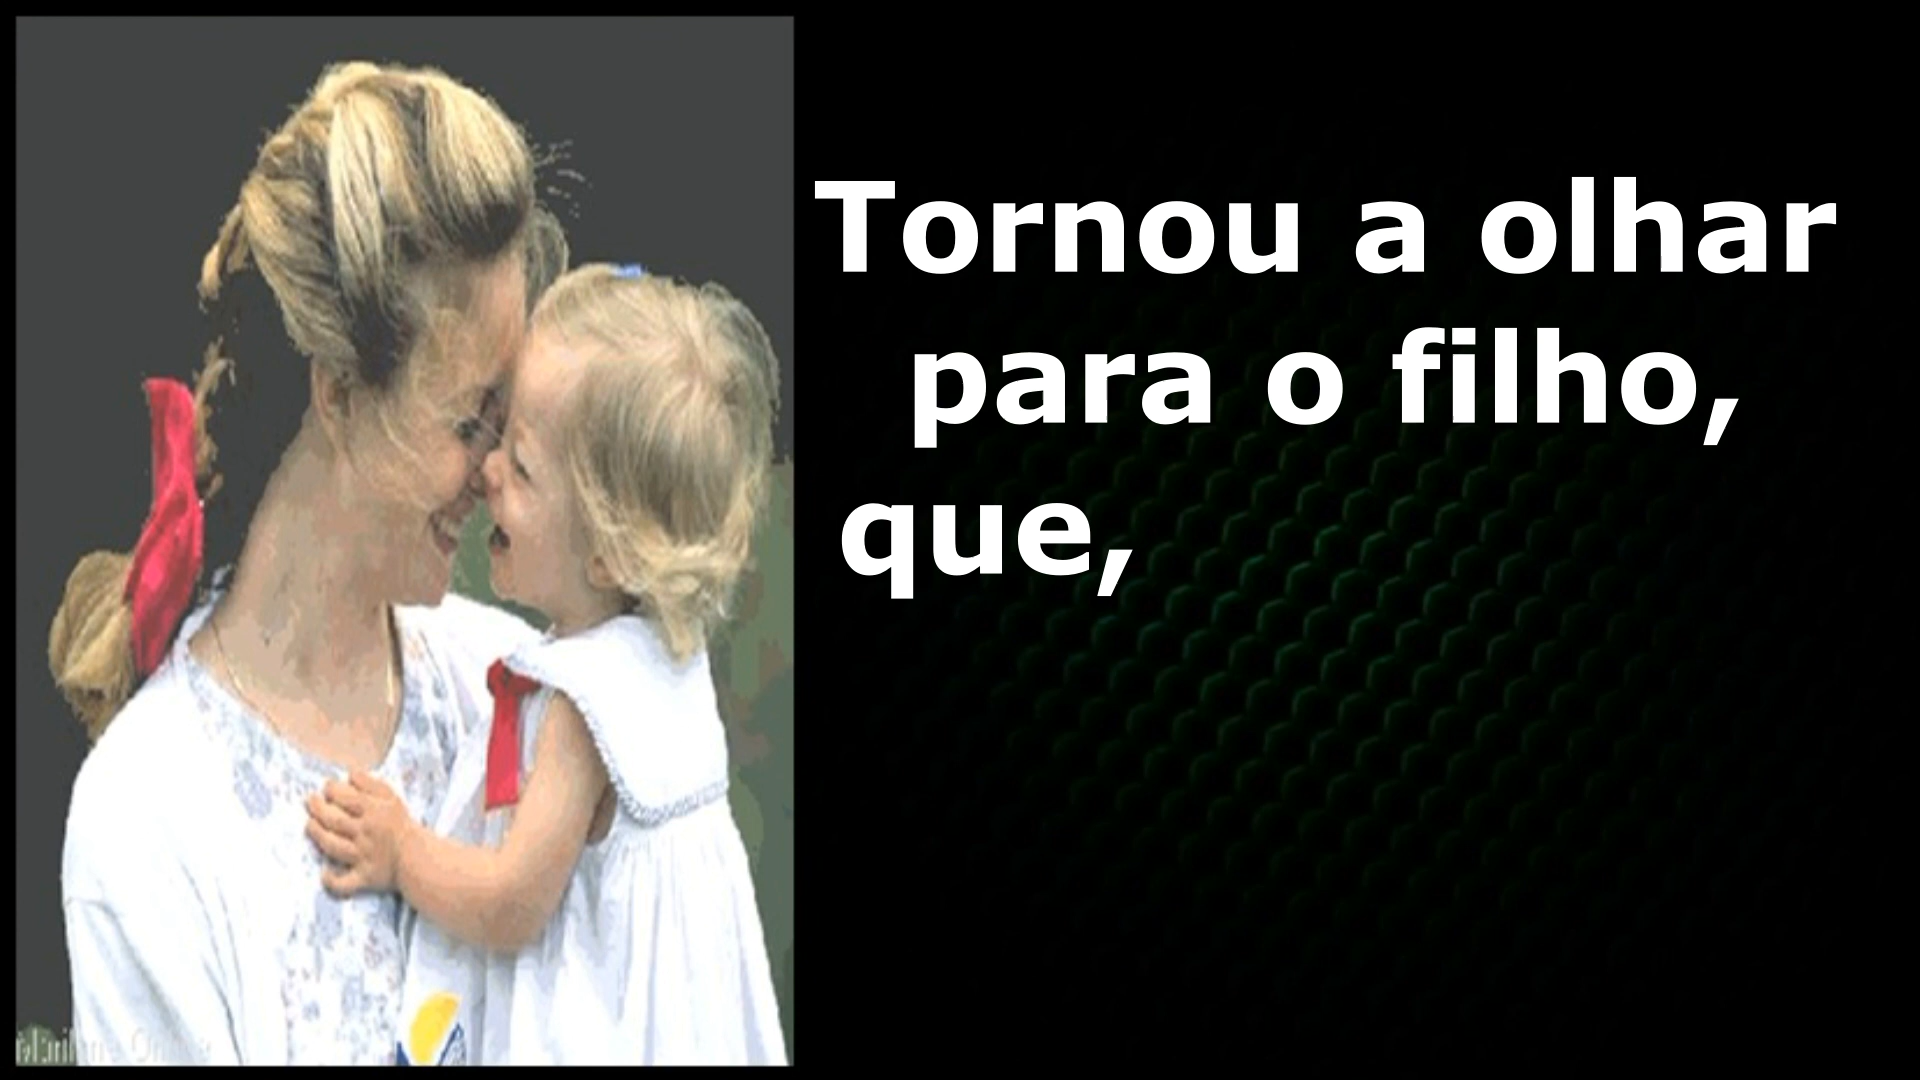 Tornou a olhar
para o filho,
que,